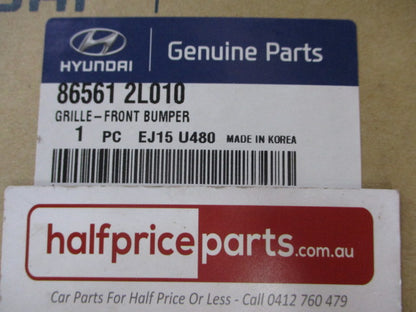 DAI
HYUNDAI
Genuine Parts
86561 2L010
GRILLE-FRONT BUMPER
1 PC EJ15 U480 MADE IN KOREA
halfpriceparts.com.au
Car Parts For Half Price Or Less - Call 0412 760 479